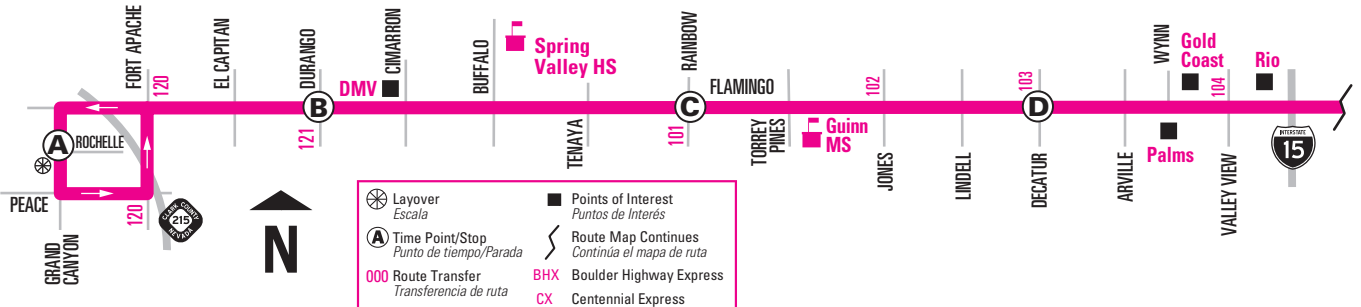 FORT APACHE
120
EL CAPITAN
DURANGO
B
121
DMV
CIMARRON
BUFFALO
Spring
Valley HS
TENAYA
RAINBOW
C
101
FLAMINGO
TORREY
PINES
Guinn
MS
102
JONES
LINDELL
103
D
DECATUR
ARVILLE
WYNN
Gold
Coast
Palms
104
VALLEY VIEW
Rio
INTERSTATE
15
A
ROCHELLE
PEACE
GRAND
CANYON
120
CLARK COUNTY
215
NEVADA
N
Layover
Escala
A
Time Point/Stop
Punto de tiempo/Parada
000 Route Transfer
Transferencia de ruta
Points of Interest
Puntos de Interés
Route Map Continues
Continúa el mapa de ruta
BHX Boulder Highway Express
CX Centennial Express